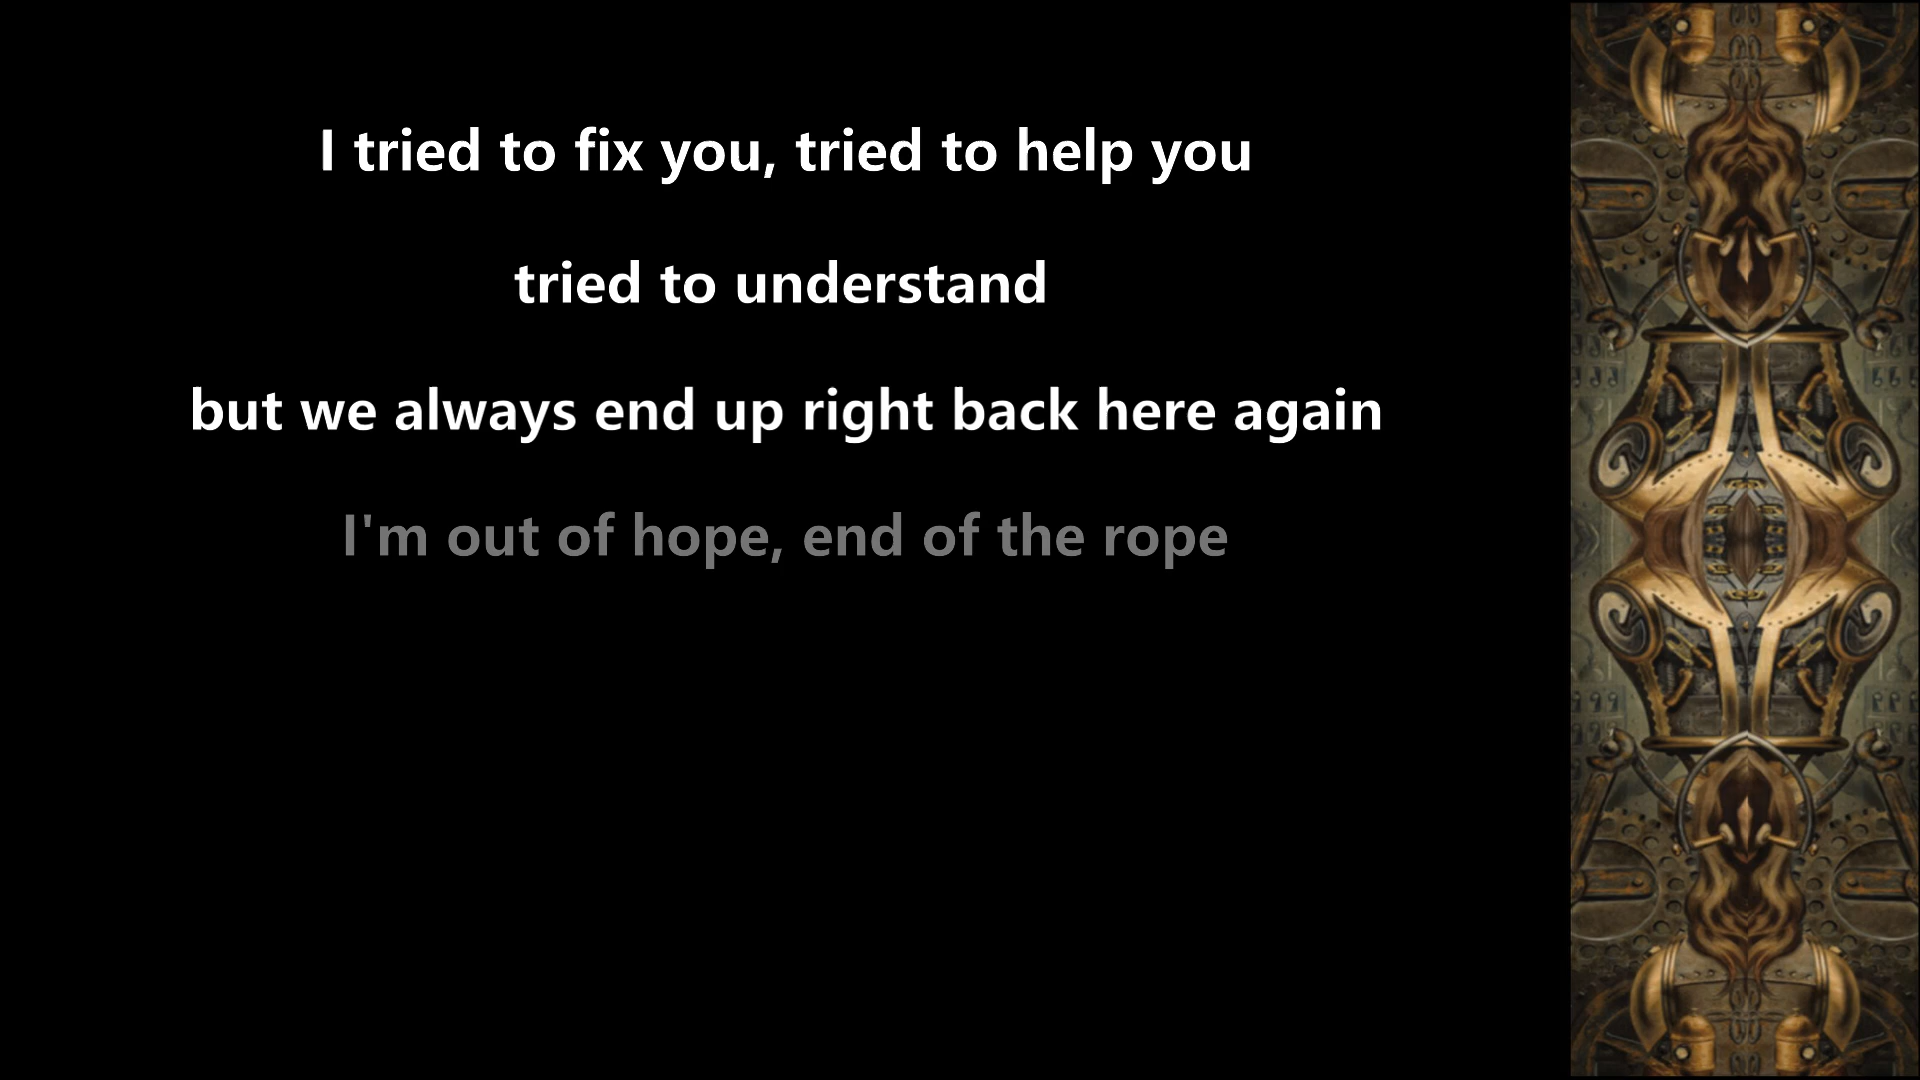 I tried to fix you, tried to help you
tried to understand
but we always end up right back here again
I'm out of hope, end of the rope